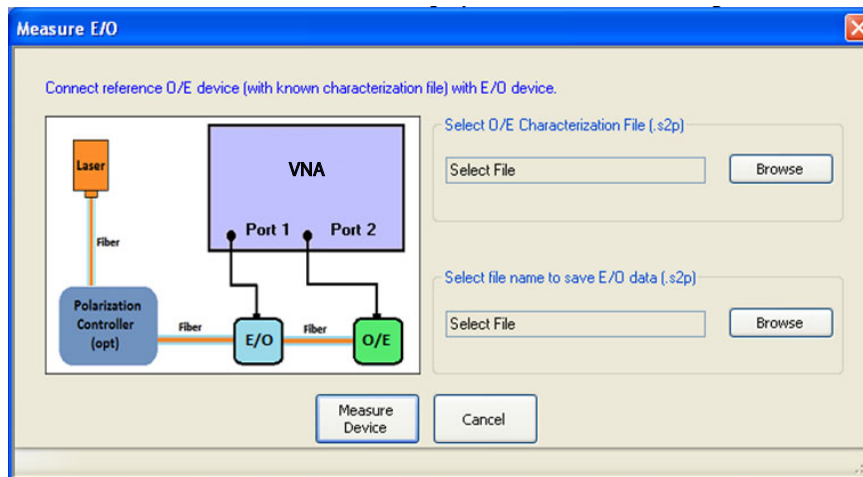 Measure E/O
Connect reference O/E device (with known characterization file) with E/O device.
Laser
Fiber
Polarization
Controller
(opt)
Fiber
E/O
Fiber
O/E
VNA
Port 1
Port 2
Select O/E Characterization File (.s2p)
Select File
Browse
Select file name to save E/O data (.s2p)
Select File
Browse
Measure
Device
Cancel